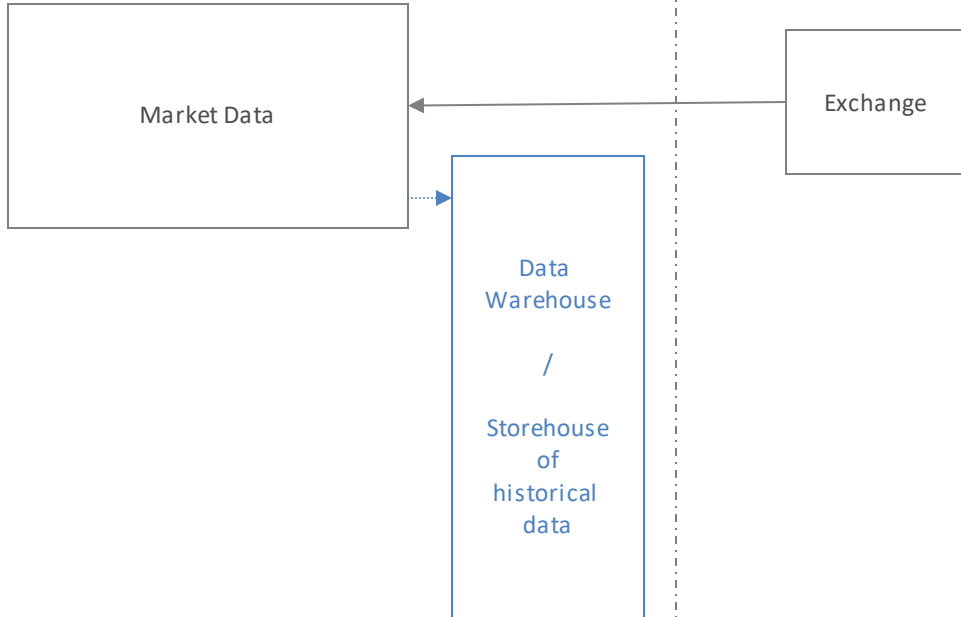 Market Data
Exchange
Data
Warehouse
/
Storehouse
of
historical
data